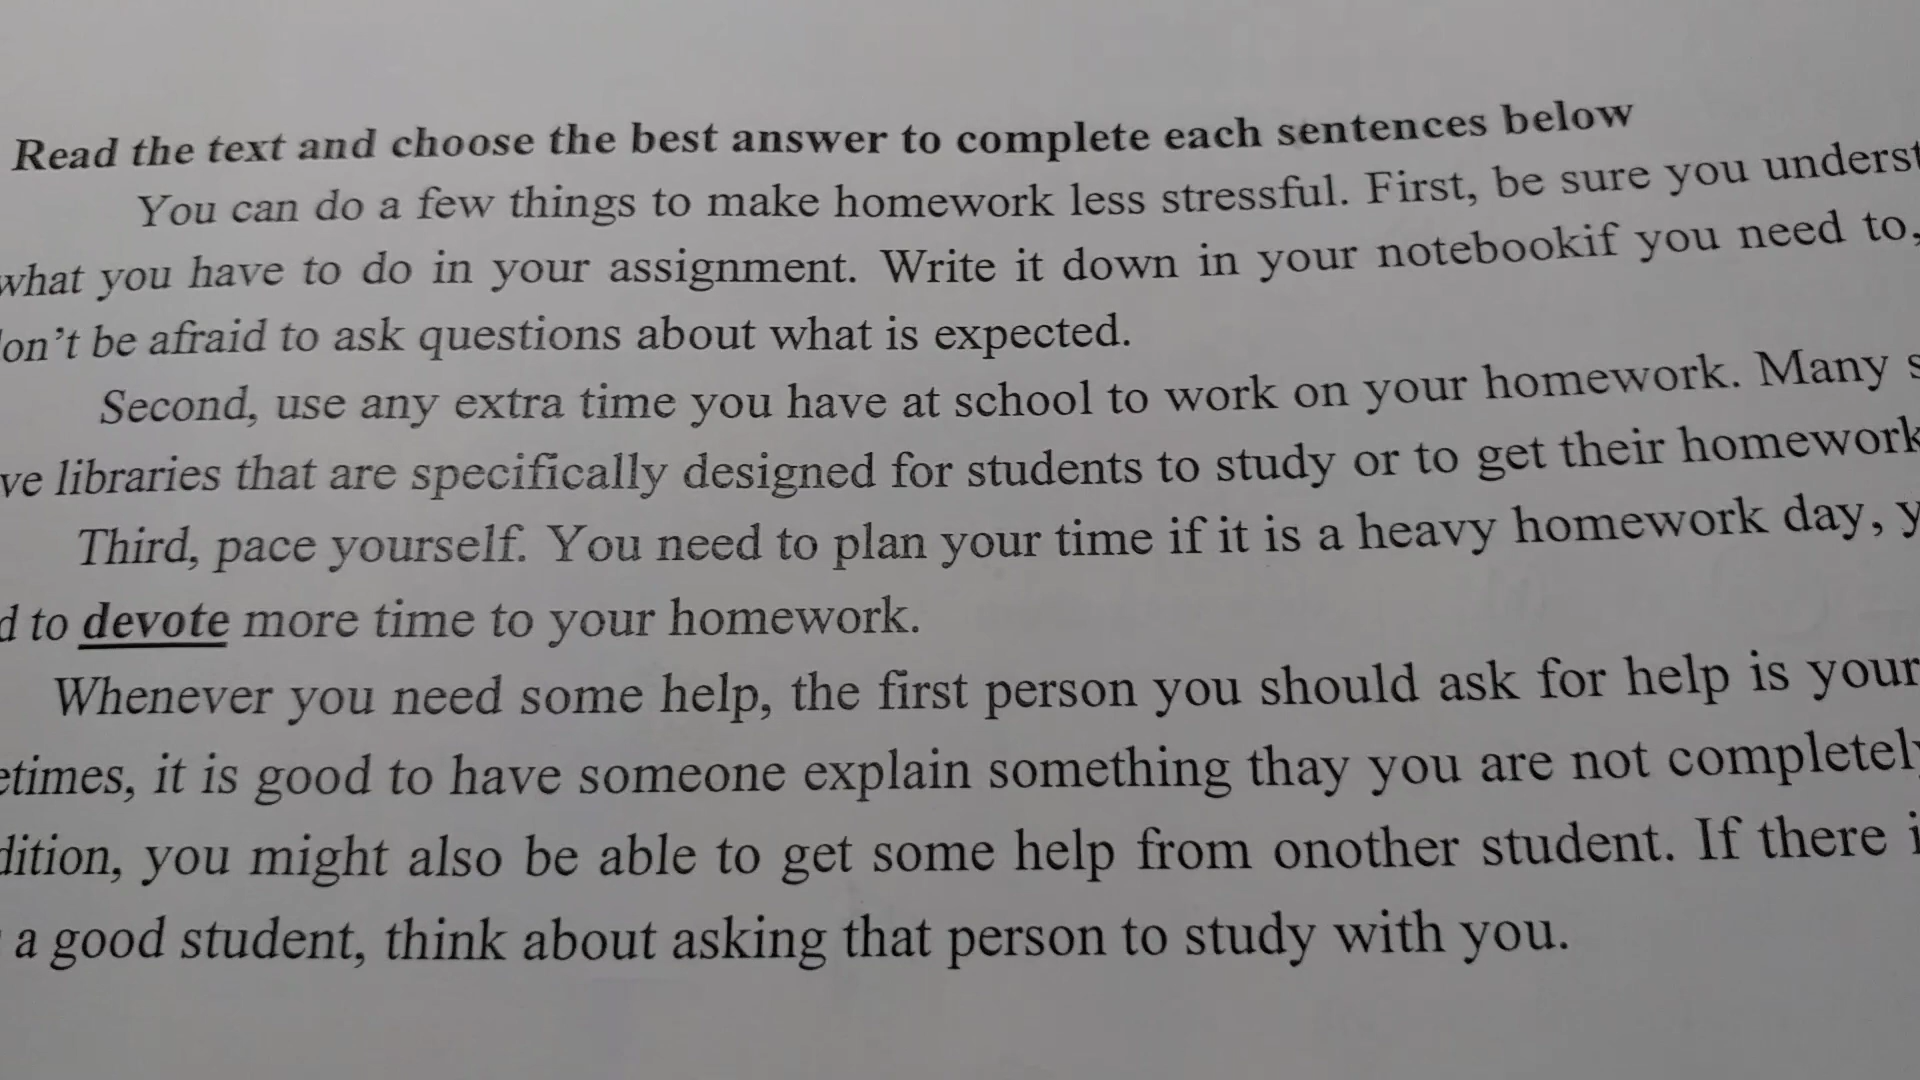 Read the text and choose the best answer to complete each sentences below
You can do a few things to make homework less stressful. First, be sure you underst
what you have to do in your assignment. Write it down in your notebookif you need to,
on't be afraid to ask questions about what is expected.
Second, use any extra time you have at school to work on your homework. Many s
ve libraries that are specifically designed for students to study or to get their homework
Third, pace yourself. You need to plan your time if it is a heavy homework day, y
d to devote more time to your homework.
Whenever you need some help, the first person you should ask for help is your
etimes, it is good to have someone explain something thay you are not completely
dition, you might also be able to get some help from onother student. If there i
a good student, think about asking that person to study with you.